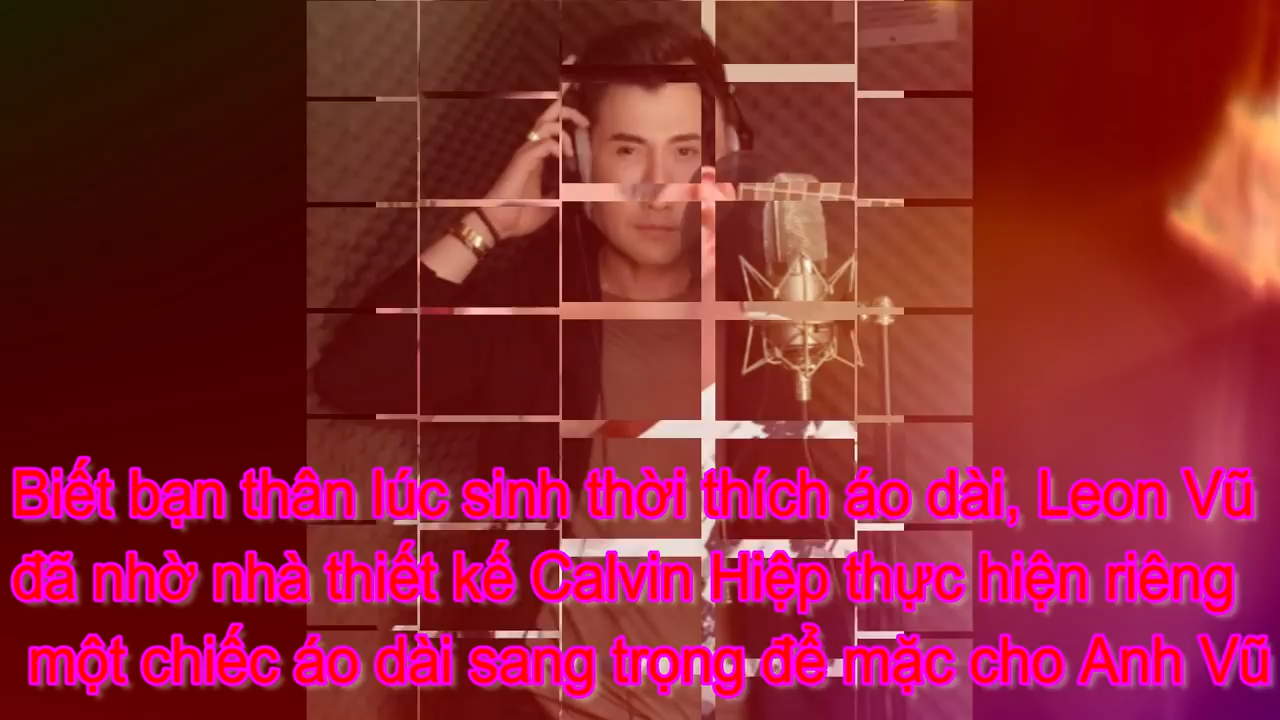 Biết bạn thân lúc sinh thời thích áo dài, Leon Vũ
đã nhờ nhà thiết kế Calvin Hiệp thực hiện riêng
một chiếc áo dài sang trọng để mặc cho Anh Vũ